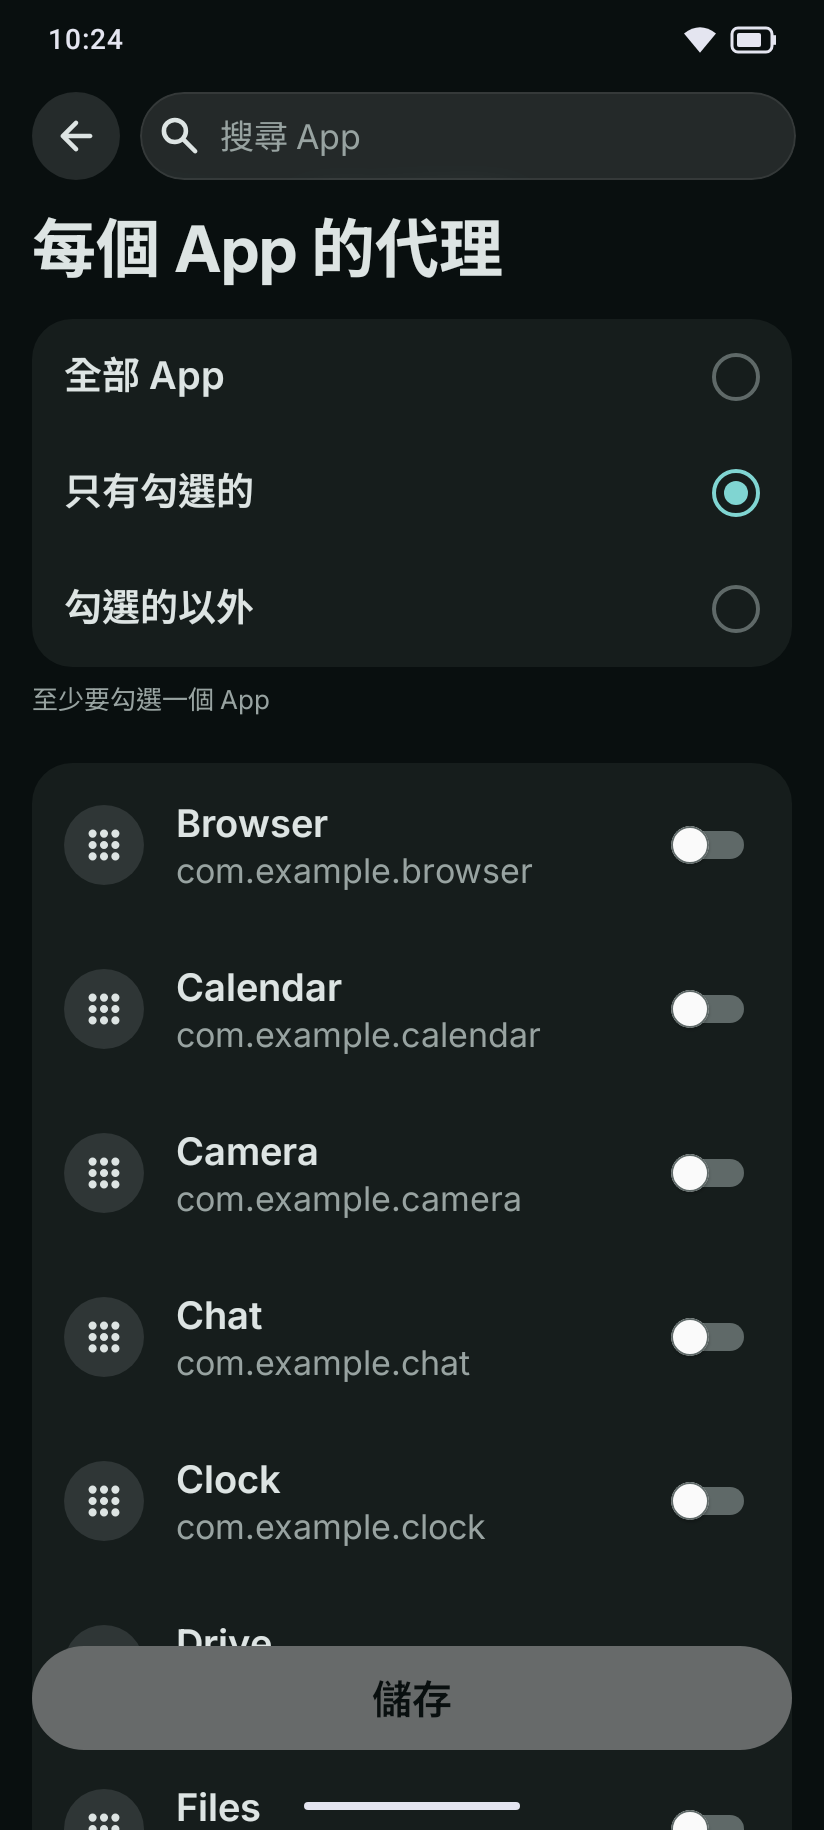 10:24
搜尋 App
每個 App 的代理
全部 App
只有勾選的
勾選的以外
至少要勾選一個 App
Browser
com.example.browser
Calendar
com.example.calendar
Camera
com.example.camera
Chat
com.example.chat
Clock
com.example.clock
Drive
儲存
Files